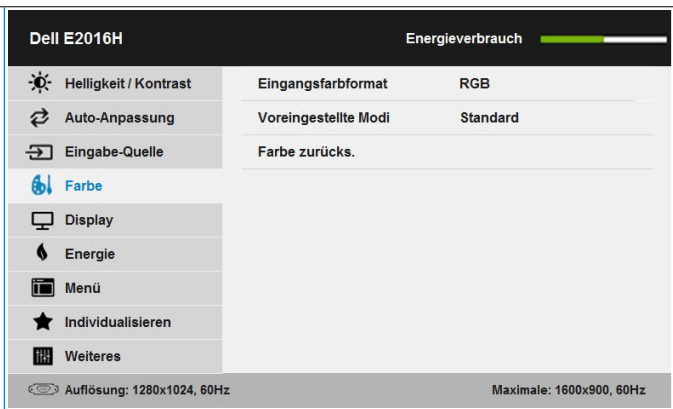 Dell E2016H Energieverbrauch
Helligkeit / Kontrast Eingangsfarbformat RGB
Auto-Anpassung Voreingestellte Modi Standard
Eingabe-Quelle Farbe zurücks.
Farbe
Display
Energie
Menü
Individualisieren
Weiteres
Auflösung: 1280x1024, 60Hz Maximale: 1600x900, 60Hz